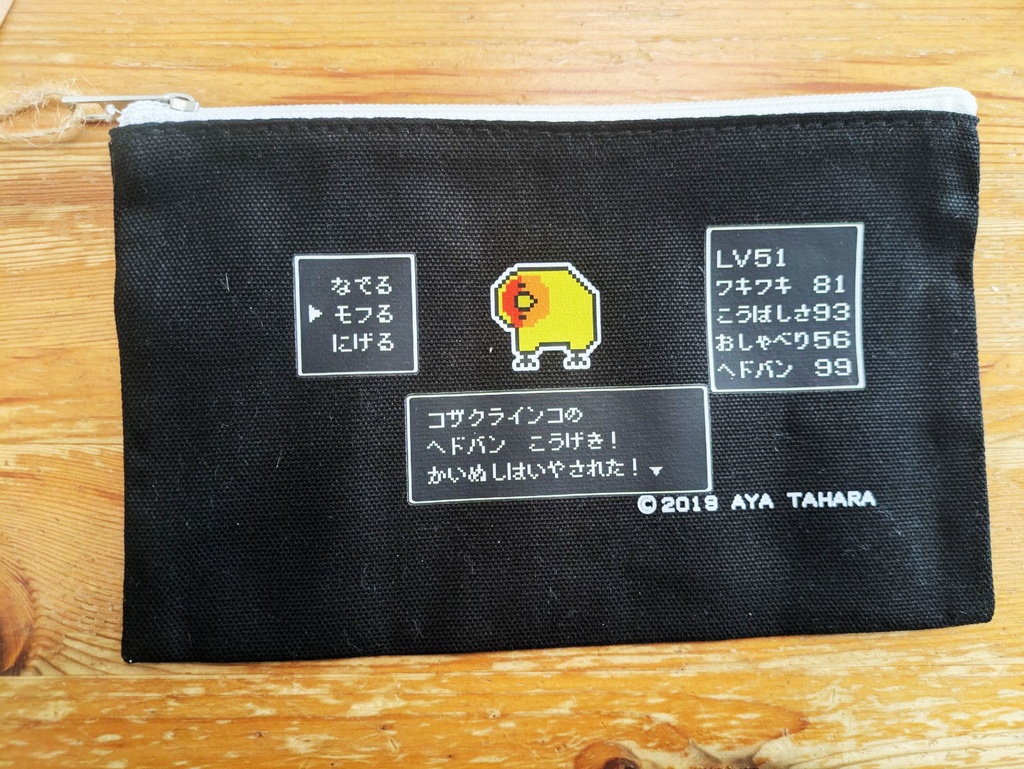 なでる
▶モフる
にげる
LV51
ワキワキ 81
こうばしさ93
おしゃべり56
ヘドバン 99
コザクラインコの
ヘドバン こうげき!
かいぬしはいやされた!▼
©2019 AYA TAHARA